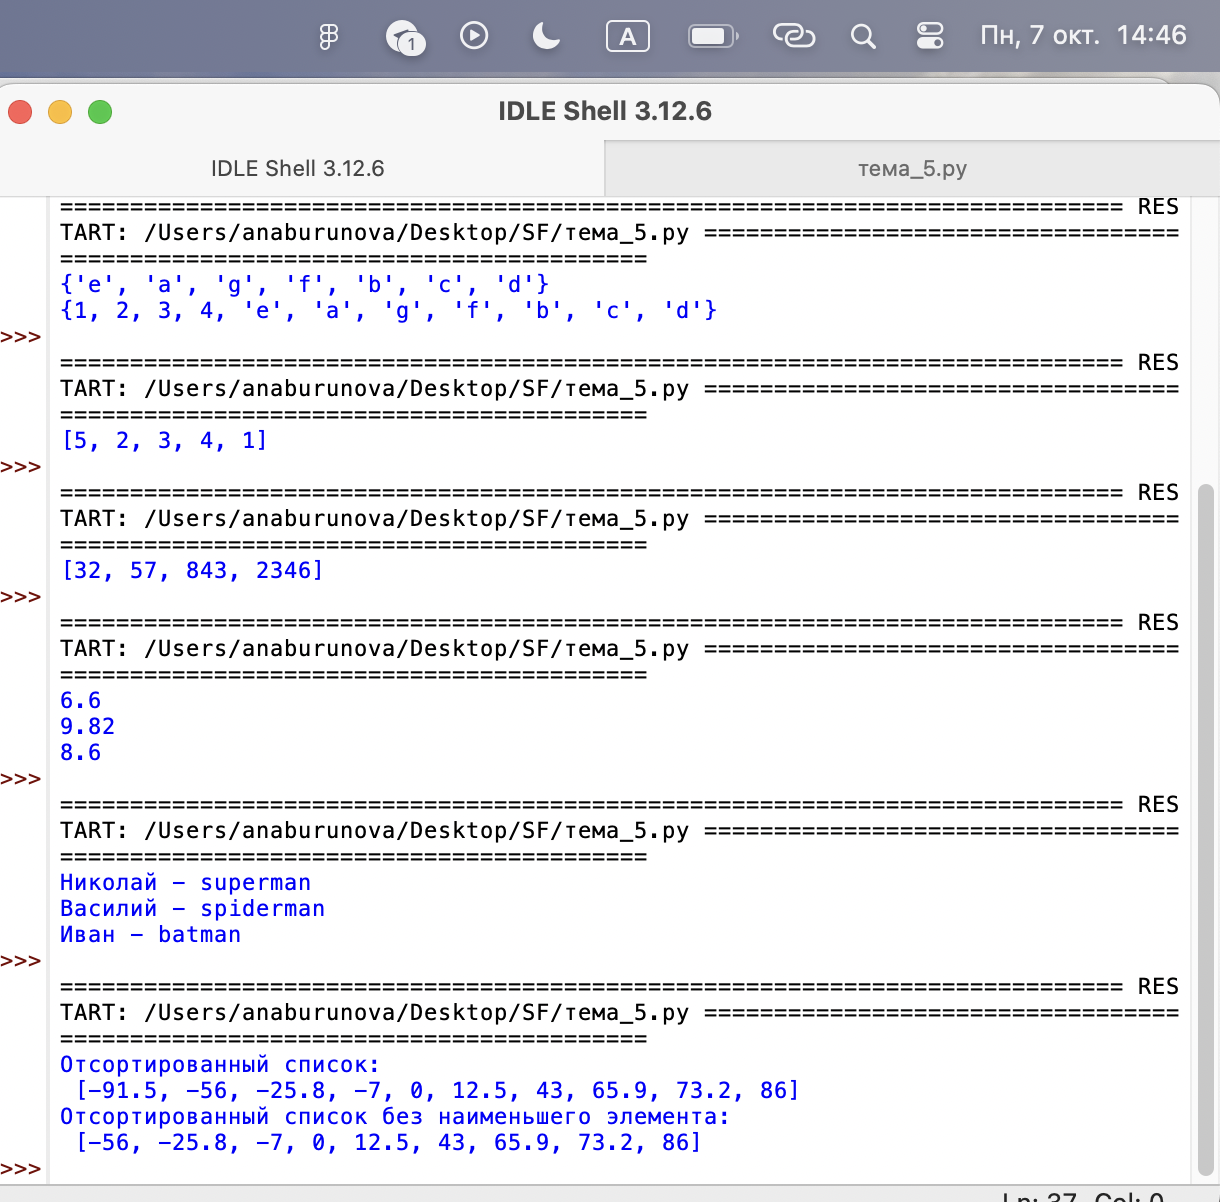 1
A
Пн, 7 окт. 14:46
IDLE Shell 3.12.6
IDLE Shell 3.12.6 тема_5.py
============================================================================ RES
TART: /Users/anaburunova/Desktop/SF/тема_5.py ==================================
==========================================
{'e', 'a', 'g', 'f', 'b', 'c', 'd'}
{1, 2, 3, 4, 'e', 'a', 'g', 'f', 'b', 'c', 'd'}
>>>
============================================================================ RES
TART: /Users/anaburunova/Desktop/SF/тема_5.py ==================================
==========================================
[5, 2, 3, 4, 1]
>>>
============================================================================ RES
TART: /Users/anaburunova/Desktop/SF/тема_5.py ==================================
==========================================
[32, 57, 843, 2346]
>>>
============================================================================ RES
TART: /Users/anaburunova/Desktop/SF/тема_5.py ==================================
==========================================
6.6
9.82
8.6
>>>
============================================================================ RES
TART: /Users/anaburunova/Desktop/SF/тема_5.py ==================================
==========================================
Николай – superman
Василий – spiderman
Иван – batman
>>>
============================================================================ RES
TART: /Users/anaburunova/Desktop/SF/тема_5.py ==================================
==========================================
Отсортированный список:
[-91.5, -56, -25.8, -7, 0, 12.5, 43, 65.9, 73.2, 86]
Отсортированный список без наименьшего элемента:
[-56, -25.8, -7, 0, 12.5, 43, 65.9, 73.2, 86]
>>>
Ln: 37 Col: 0